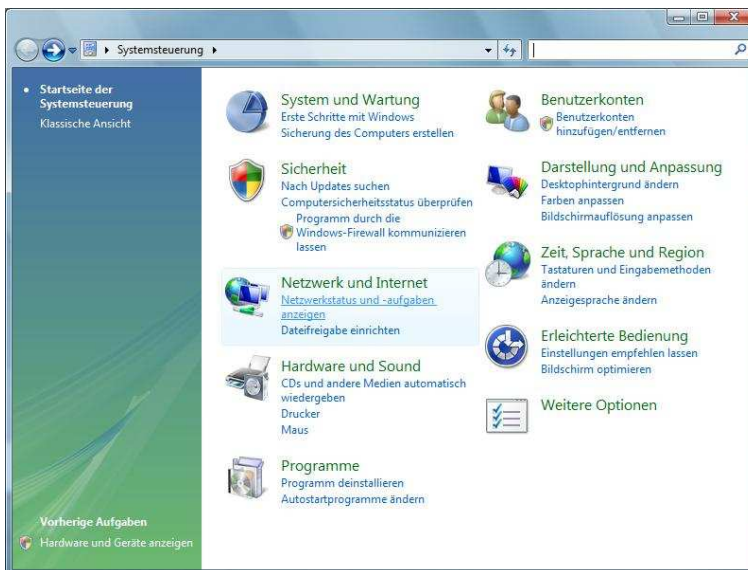 Systemsteuerung
Startseite der
Systemsteuerung
Klassische Ansicht
System und Wartung
Erste Schritte mit Windows
Sicherung des Computers erstellen
Sicherheit
Nach Updates suchen
Computersicherheitsstatus überprüfen
Programm durch die
Windows-Firewall kommunizieren
lassen
Netzwerk und Internet
Netzwerkstatus und -aufgaben
anzeigen
Dateifreigabe einrichten
Hardware und Sound
CDs und andere Medien automatisch
wiedergeben
Drucker
Maus
Programme
Programm deinstallieren
Autostartprogramme ändern
Benutzerkonten
Benutzerkonten
hinzufügen/entfernen
Darstellung und Anpassung
Desktophintergrund ändern
Farben anpassen
Bildschirmauflösung anpassen
Zeit, Sprache und Region
Tastaturen und Eingabemethoden
ändern
Anzeigesprache ändern
Erleichterte Bedienung
Einstellungen empfehlen lassen
Bildschirm optimieren
Weitere Optionen
Vorherige Aufgaben
Hardware und Geräte anzeigen